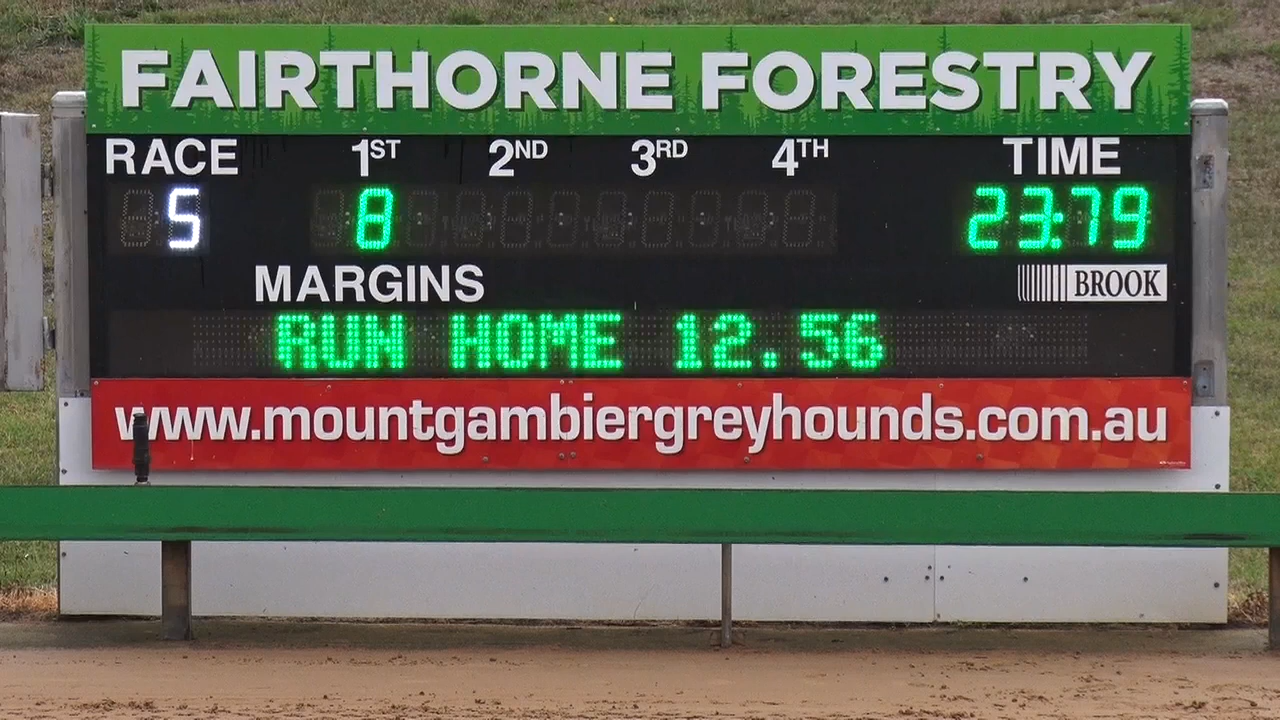 FAIRTHORNE FORESTRY
RACE 1ST 2ND 3RD 4TH TIME
5 8 23:79
MARGINS BROOK
RUN HOME 12.56
www.mountgambiergreyhounds.com.au